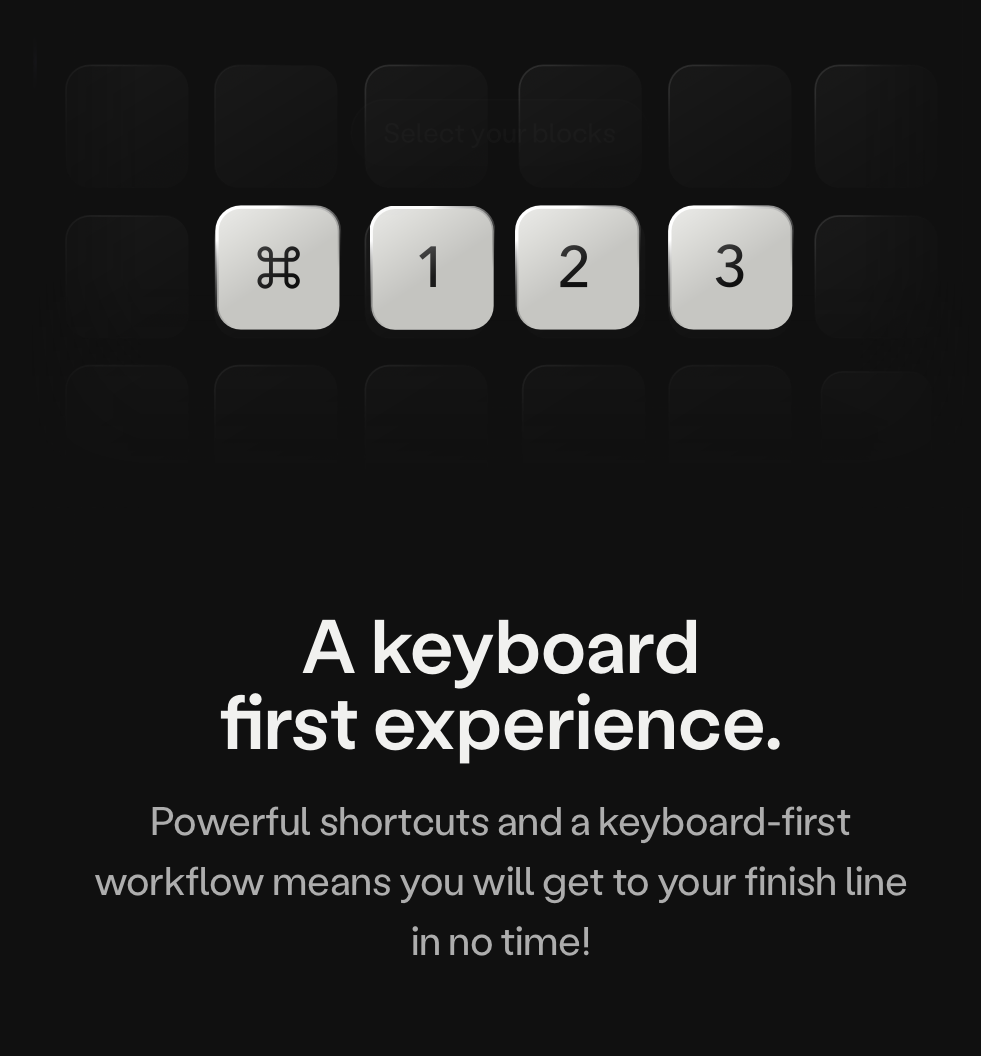 Select your blocks
⌘ 1 2 3
A keyboard
first experience.
Powerful shortcuts and a keyboard-first
workflow means you will get to your finish line
in no time!